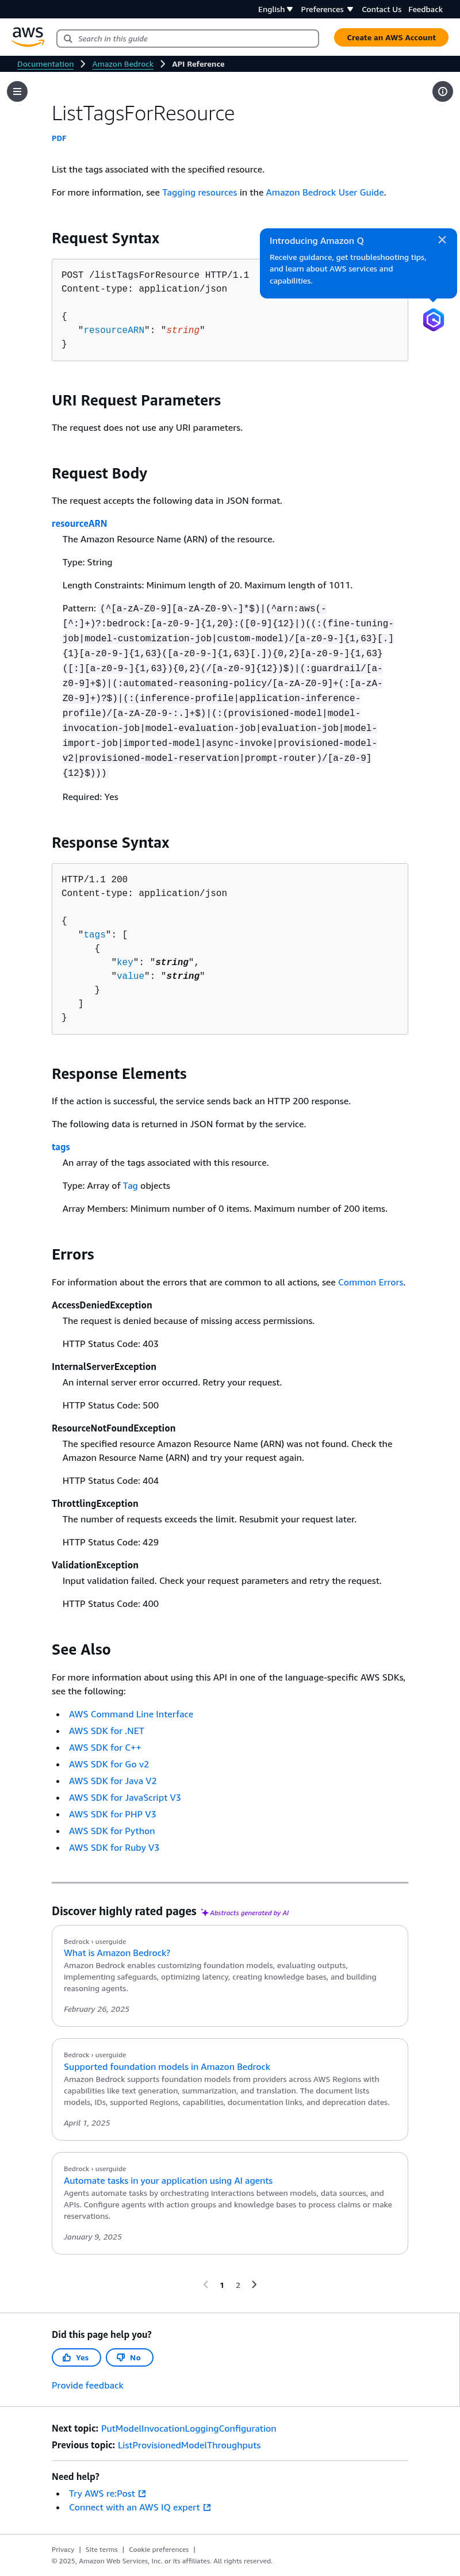 English Preferences Contact Us Feedback
aws
Search in this guide
Create an AWS Account
Documentation Amazon Bedrock API Reference
ListTagsForResource
PDF
List the tags associated with the specified resource.
For more information, see Tagging resources in the Amazon Bedrock User Guide.
Request Syntax
Introducing Amazon Q
Receive guidance, get troubleshooting tips,
and learn about AWS services and
capabilities.
POST /listTagsForResource HTTP/1.1
Content-type: application/json
{
"resourceARN": "string"
}
URI Request Parameters
The request does not use any URI parameters.
Request Body
The request accepts the following data in JSON format.
resourceARN
The Amazon Resource Name (ARN) of the resource.
Type: String
Length Constraints: Minimum length of 20. Maximum length of 1011.
Pattern: (^[a-zA-Z0-9][a-zA-Z0-9\-]*$)|(^arn:aws(-
[^:]+)?:bedrock:[a-z0-9-]{1,20}:([0-9]{12}|)((:(fine-tuning-
job|model-customization-job|custom-model)/[a-z0-9-]{1,63}[.]
{1}[a-z0-9-]{1,63}([a-z0-9-]{1,63}[.]){0,2}[a-z0-9-]{1,63}
([:][a-z0-9-]{1,63}){0,2}(/[a-z0-9]{12})$)|(:guardrail/[a-
z0-9]+$)|(:automated-reasoning-policy/[a-zA-Z0-9]+(:[a-zA-
Z0-9]+)?$)|(:(inference-profile|application-inference-
profile)/[a-zA-Z0-9-:.]+$)|(:(provisioned-model|model-
invocation-job|model-evaluation-job|evaluation-job|model-
import-job|imported-model|async-invoke|provisioned-model-
v2|provisioned-model-reservation|prompt-router)/[a-z0-9]
{12}$)))
Required: Yes
Response Syntax
HTTP/1.1 200
Content-type: application/json
{
"tags": [
{
"key": "string",
"value": "string"
}
]
}
Response Elements
If the action is successful, the service sends back an HTTP 200 response.
The following data is returned in JSON format by the service.
tags
An array of the tags associated with this resource.
Type: Array of Tag objects
Array Members: Minimum number of 0 items. Maximum number of 200 items.
Errors
For information about the errors that are common to all actions, see Common Errors.
AccessDeniedException
The request is denied because of missing access permissions.
HTTP Status Code: 403
InternalServerException
An internal server error occurred. Retry your request.
HTTP Status Code: 500
ResourceNotFoundException
The specified resource Amazon Resource Name (ARN) was not found. Check the
Amazon Resource Name (ARN) and try your request again.
HTTP Status Code: 404
ThrottlingException
The number of requests exceeds the limit. Resubmit your request later.
HTTP Status Code: 429
ValidationException
Input validation failed. Check your request parameters and retry the request.
HTTP Status Code: 400
See Also
For more information about using this API in one of the language-specific AWS SDKs,
see the following:
• AWS Command Line Interface
• AWS SDK for .NET
• AWS SDK for C++
• AWS SDK for Go v2
• AWS SDK for Java V2
• AWS SDK for JavaScript V3
• AWS SDK for PHP V3
• AWS SDK for Python
• AWS SDK for Ruby V3
Discover highly rated pages Abstracts generated by AI
Bedrock › userguide
What is Amazon Bedrock?
Amazon Bedrock enables customizing foundation models, evaluating outputs,
implementing safeguards, optimizing latency, creating knowledge bases, and building
reasoning agents.
February 26, 2025
Bedrock › userguide
Supported foundation models in Amazon Bedrock
Amazon Bedrock supports foundation models from providers across AWS Regions with
capabilities like text generation, summarization, and translation. The document lists
models, IDs, supported Regions, capabilities, documentation links, and deprecation dates.
April 1, 2025
Bedrock › userguide
Automate tasks in your application using AI agents
Agents automate tasks by orchestrating interactions between models, data sources, and
APIs. Configure agents with action groups and knowledge bases to process claims or make
reservations.
January 9, 2025
1 2
Did this page help you?
Yes No
Provide feedback
Next topic: PutModelInvocationLoggingConfiguration
Previous topic: ListProvisionedModelThroughputs
Need help?
• Try AWS re:Post
• Connect with an AWS IQ expert
Privacy | Site terms | Cookie preferences |
© 2025, Amazon Web Services, Inc. or its affiliates. All rights reserved.